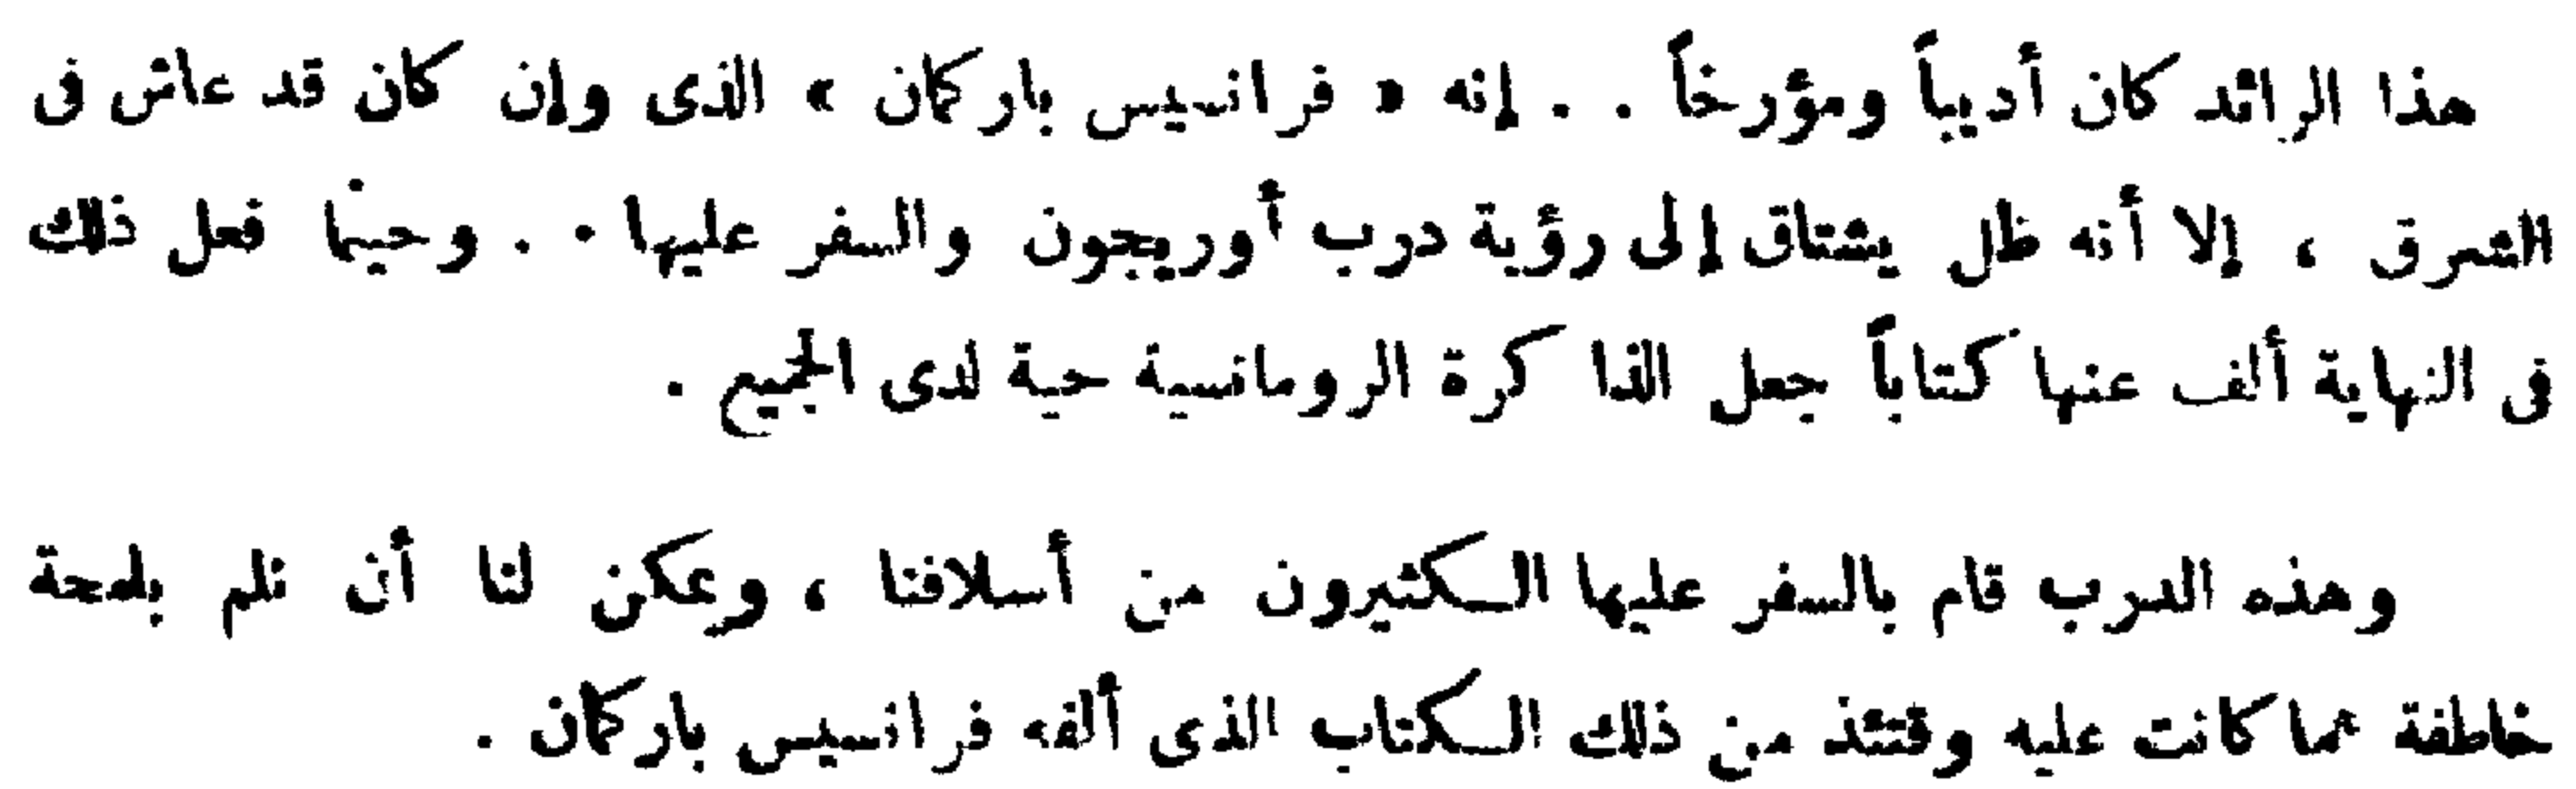 هذا الرائد كان أديباً ومؤرخاً . . إنه « فرانسيس باركمان » الذى وإن كان قد عاش فى
الشرق ، إلا أنه ظل يشتاق إلى رؤية درب أوريجون والسفر عليها . . وحينما فعل ذلك
فى النهاية ألف عنها كتاباً جعل الذاكرة الرومانسية حية لدى الجميع .
وهذه الدرب قام بالسفر عليها الكثيرون من أسلافنا ، ويمكن لنا أن نلم بلمحة
خاطفة عما كانت عليه وقتئذ من ذلك الكتاب الذى ألفه فرانسيس باركمان .